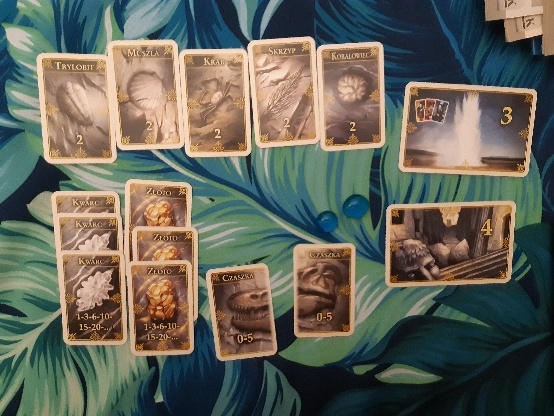 TRYLOBIT
2
MUSZLA
2
KRAB
2
SKRZYP
2
KORALOWIEC
2
3
4
KWARC
KWARC
KWARC
1-3-6-10-
15-20-...
ZŁOTO
ZŁOTO
ZŁOTO
1-3-6-10-
15-20-...
CZASZKA
0-5
CZASZKA
0-5